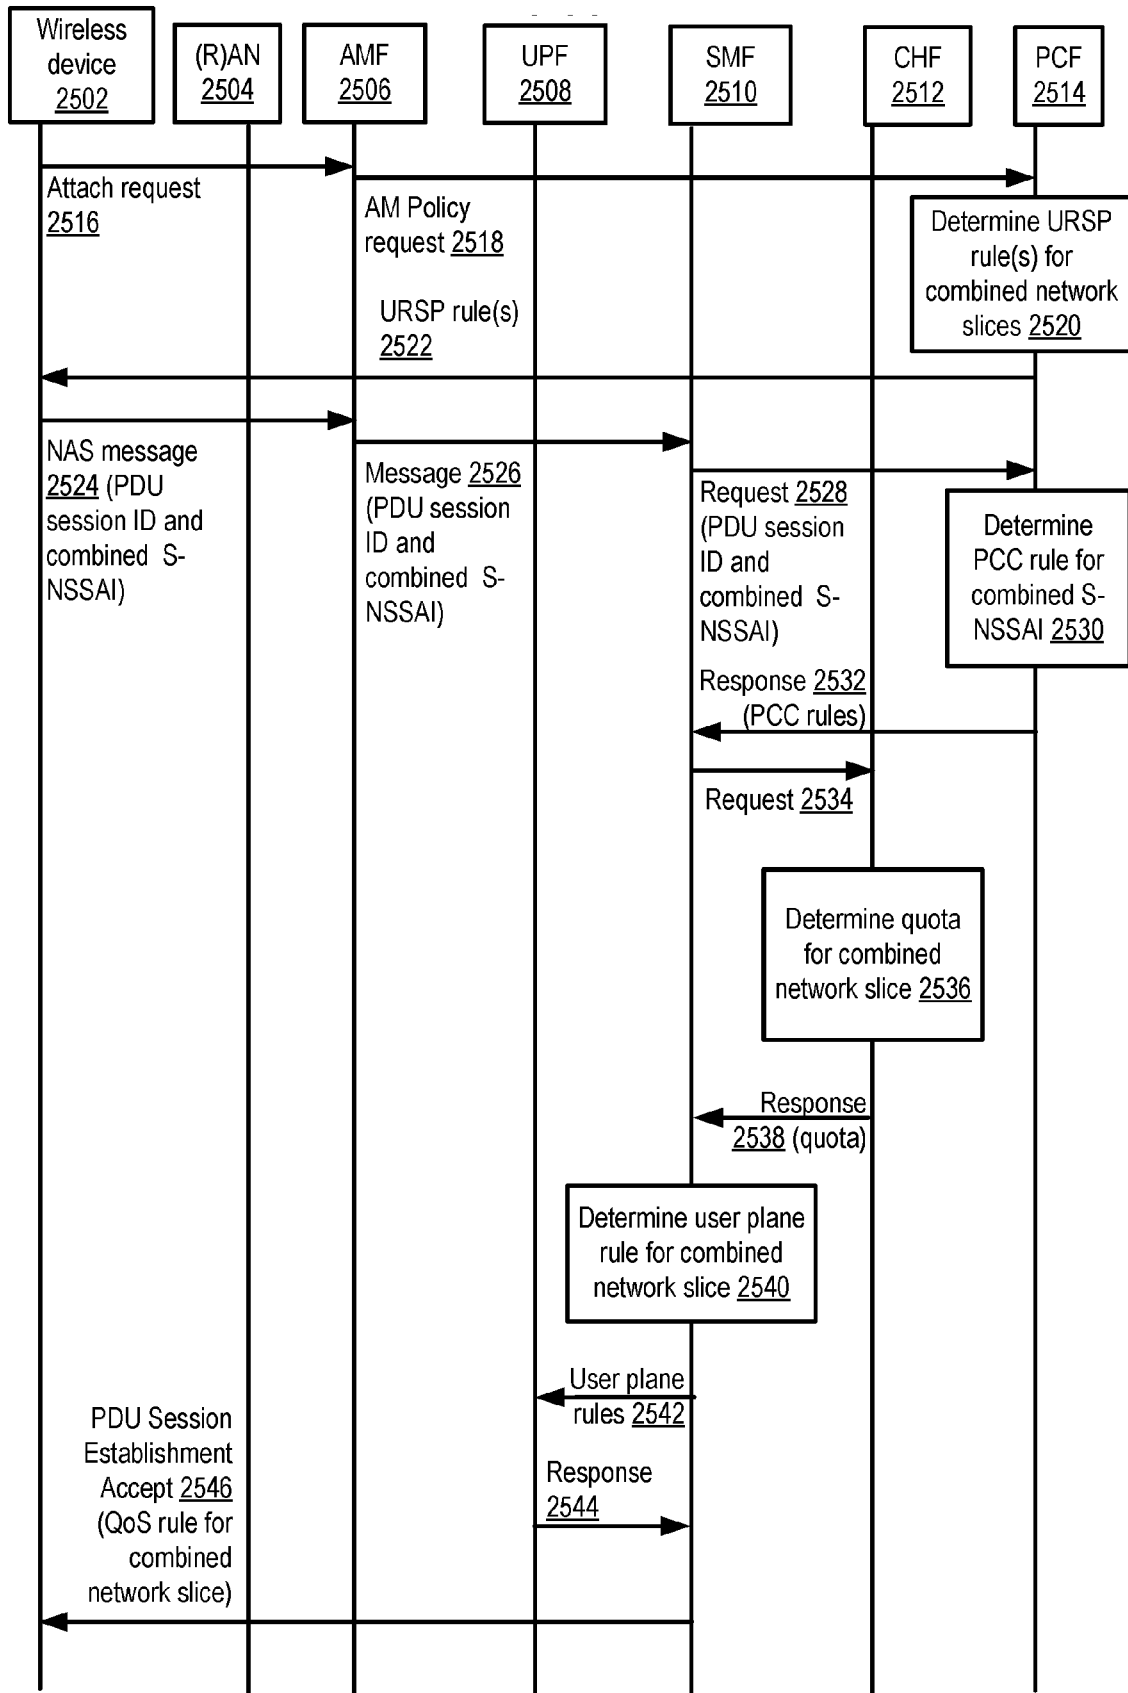 Wireless
device
2502
(R)AN
2504
AMF
2506
UPF
2508
SMF
2510
CHF
2512
PCF
2514
Attach request
2516
AM Policy
request 2518
Determine URSP
rule(s) for
combined network
slices 2520
URSP rule(s)
2522
NAS message
2524 (PDU
session ID and
combined S-
NSSAI)
Message 2526
(PDU session
ID and
combined S-
NSSAI)
Request 2528
(PDU session
ID and
combined S-
NSSAI)
Determine
PCC rule for
combined S-
NSSAI 2530
Response 2532
(PCC rules)
Request 2534
Determine quota
for combined
network slice 2536
Response
2538 (quota)
Determine user plane
rule for combined
network slice 2540
User plane
rules 2542
Response
2544
PDU Session
Establishment
Accept 2546
(QoS rule for
combined
network slice)